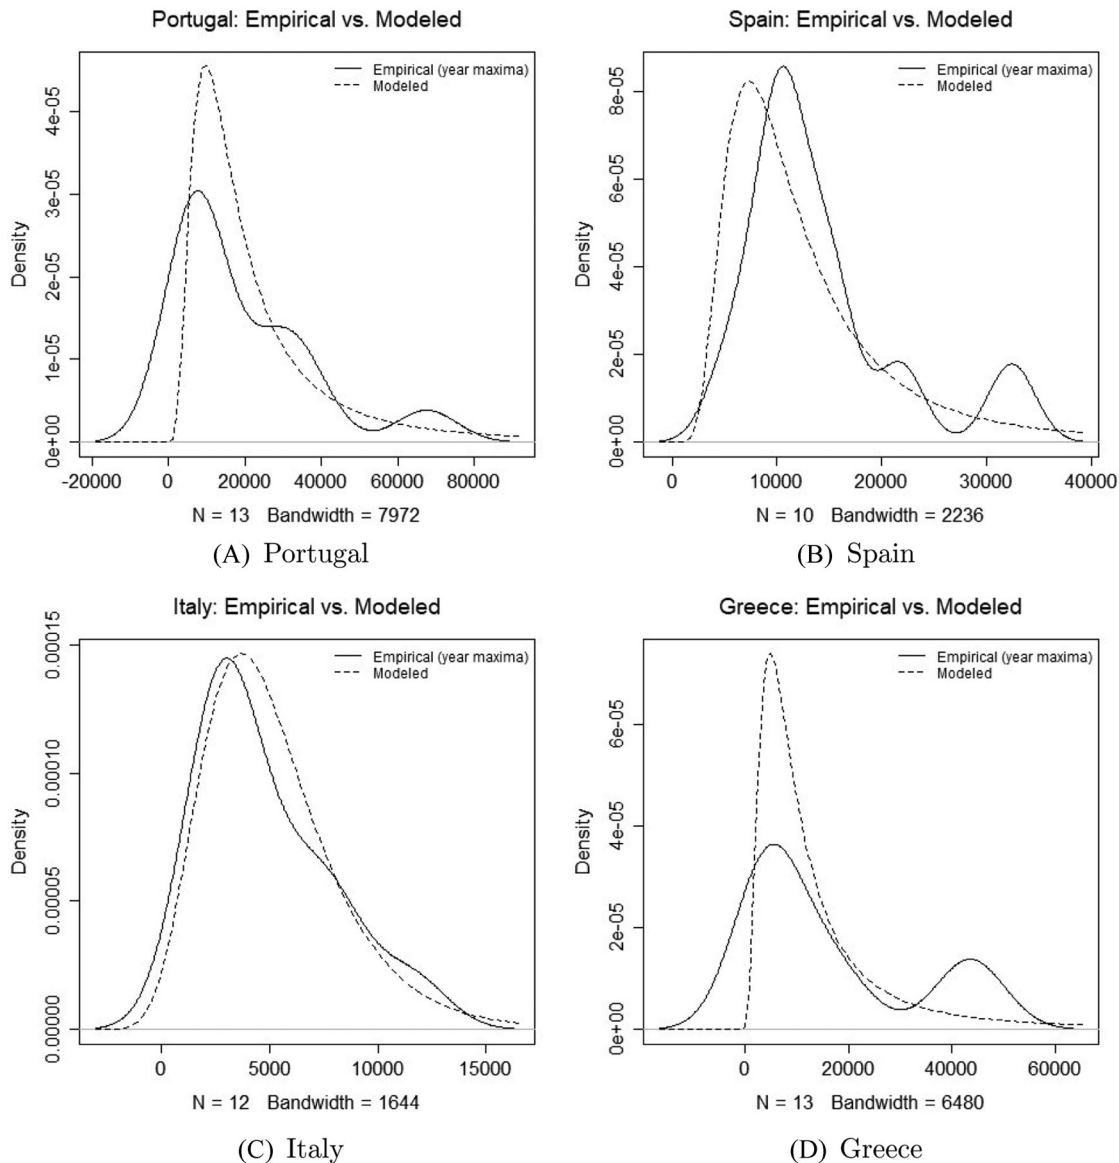 Portugal: Empirical vs. Modeled
Empirical (year maxima)
Modeled
Density
4e-05
3e-05
2e-05
1e-05
0e+00
-20000 0 20000 40000 60000 80000
N = 13 Bandwidth = 7972
(A) Portugal
Spain: Empirical vs. Modeled
Empirical (year maxima)
Modeled
Density
8e-05
6e-05
4e-05
2e-05
0e+00
0 10000 20000 30000 40000
N = 10 Bandwidth = 2236
(B) Spain
Italy: Empirical vs. Modeled
Empirical (year maxima)
Modeled
Density
0.00015
0.00010
0.00005
0.00000
0 5000 10000 15000
N = 12 Bandwidth = 1644
(C) Italy
Greece: Empirical vs. Modeled
Empirical (year maxima)
Modeled
Density
6e-05
4e-05
2e-05
0e+00
0 20000 40000 60000
N = 13 Bandwidth = 6480
(D) Greece